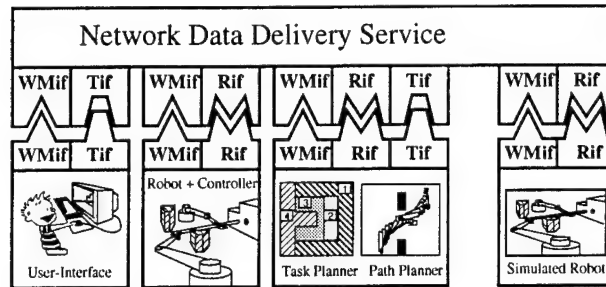 Network Data Delivery Service
WMif Tif WMif Rif WMif Rif Tif WMif Rif
WMif Tif WMif Rif WMif Rif Tif WMif Rif
Robot + Controller
1
3
2
4
User-Interface Task Planner Path Planner Simulated Robot